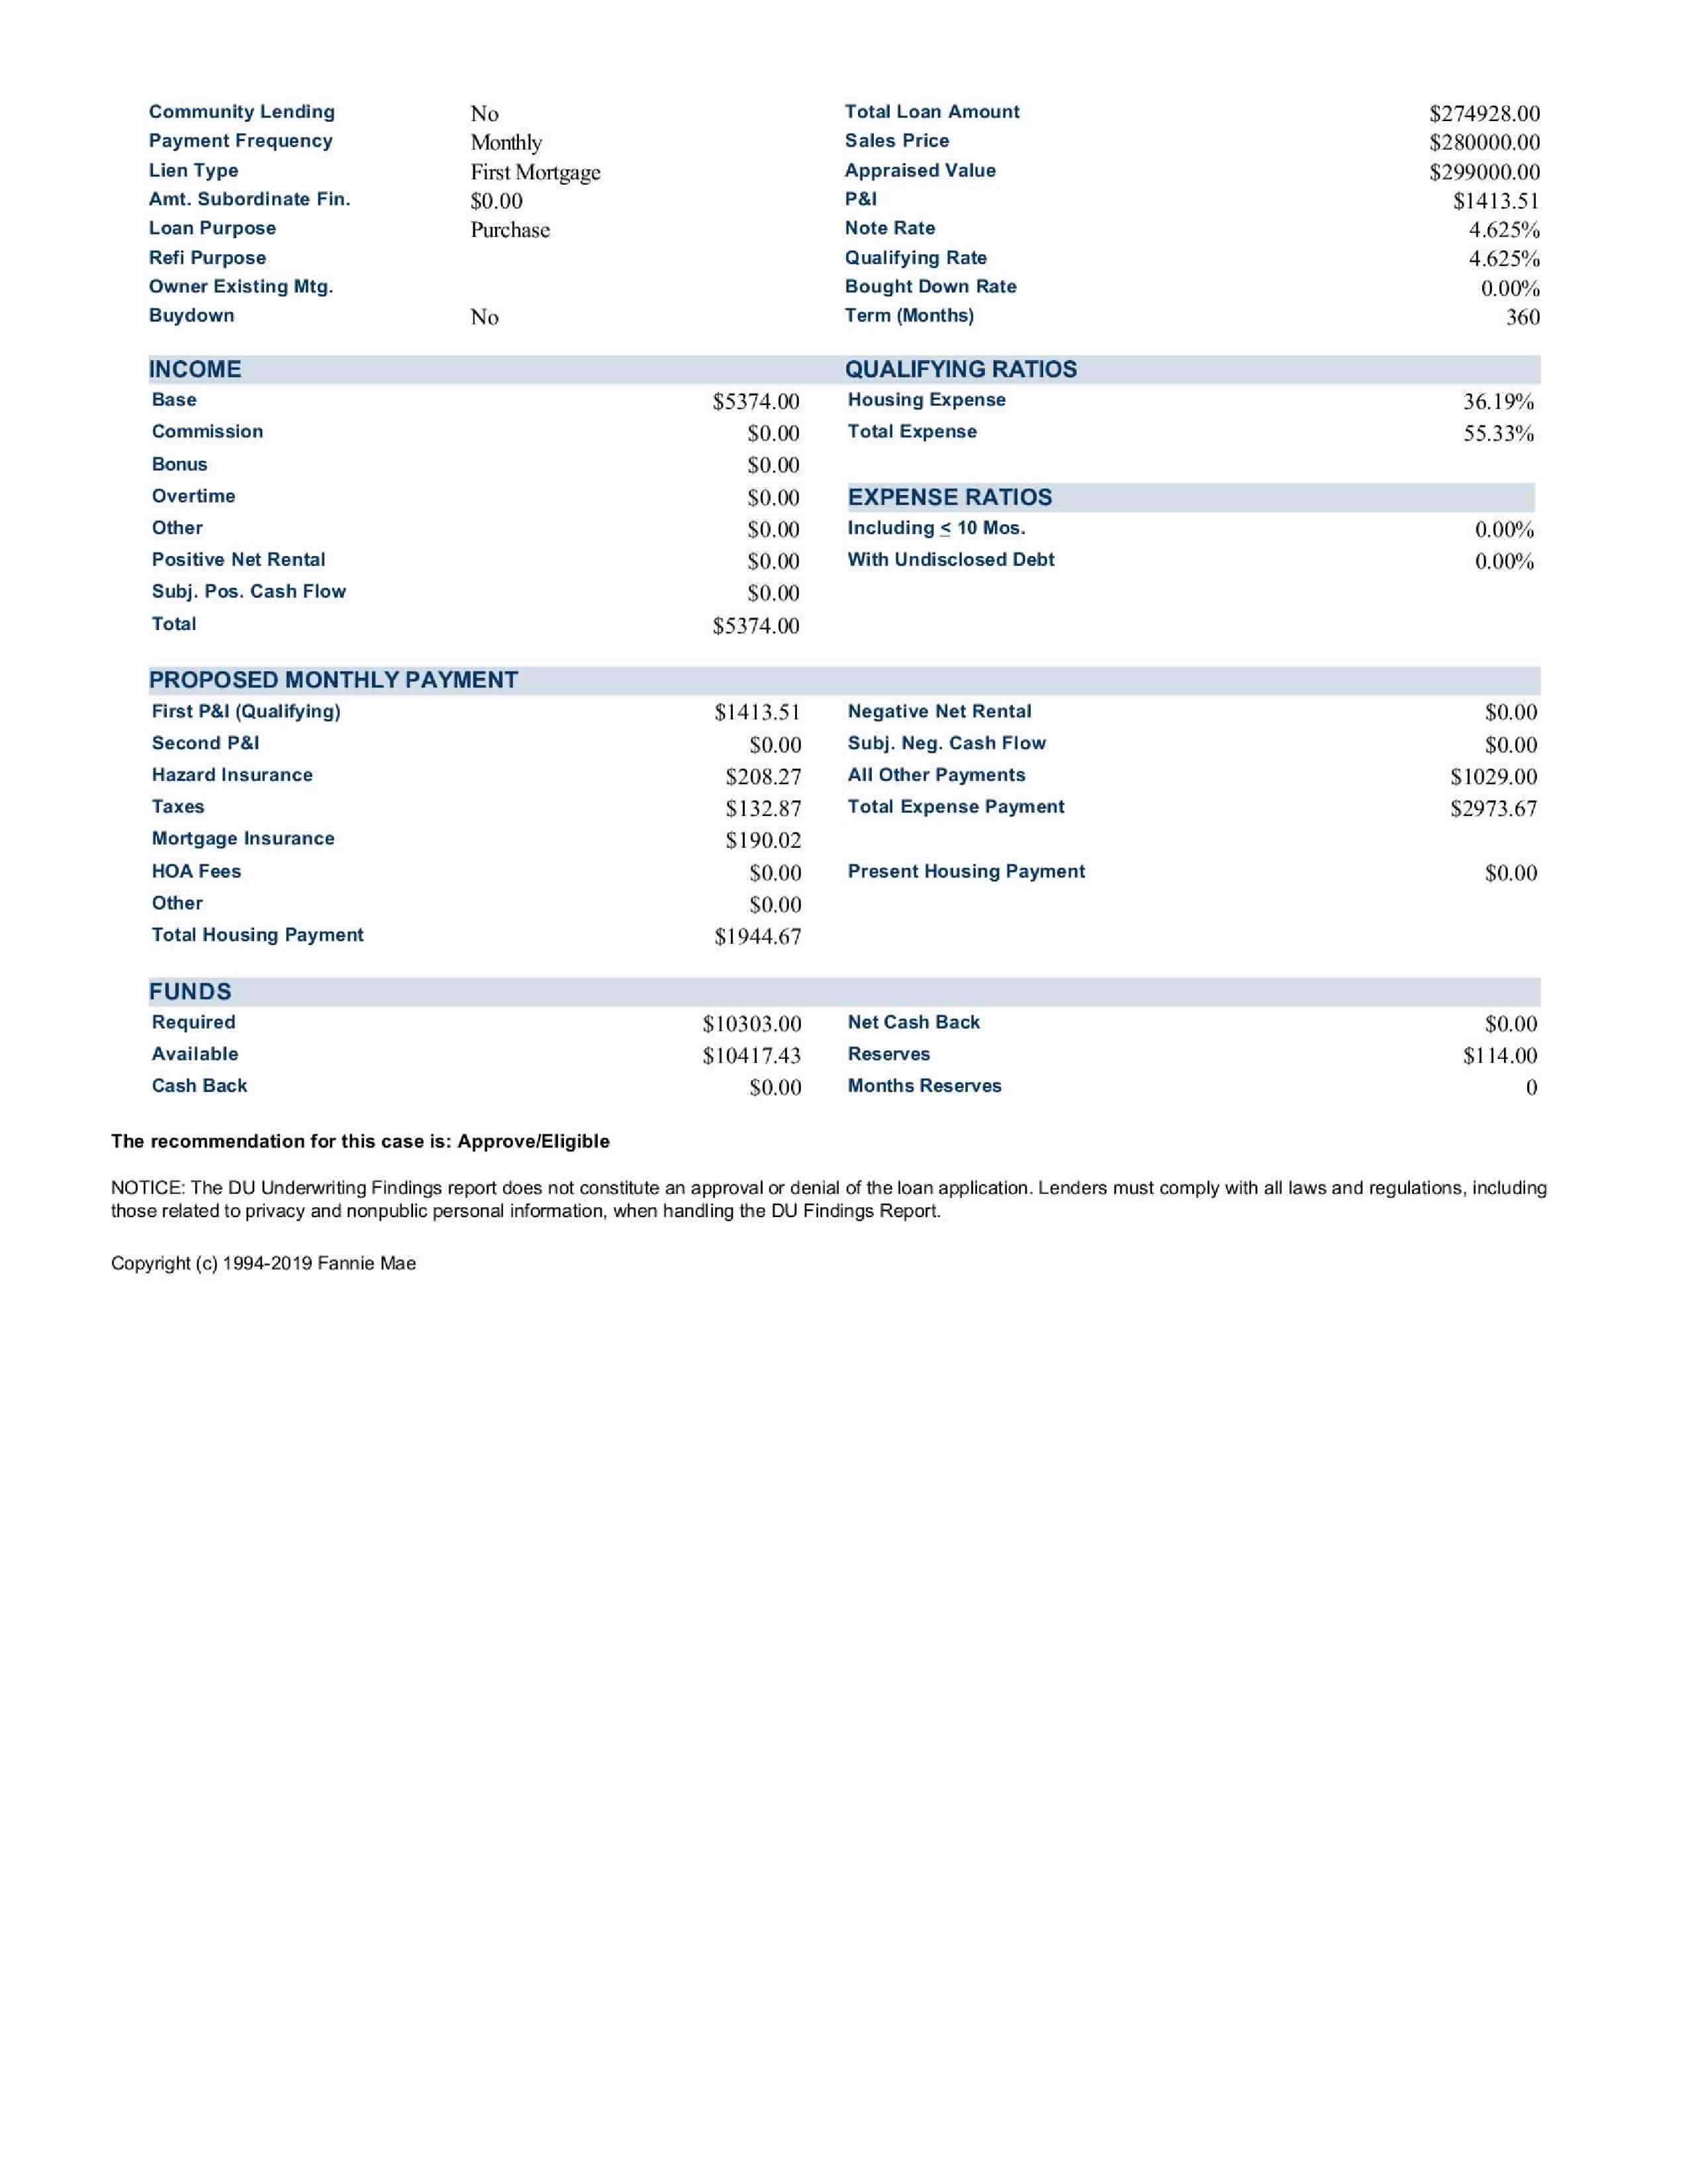 Community Lending No Total Loan Amount $274928.00
Payment Frequency Monthly Sales Price $280000.00
Lien Type First Mortgage Appraised Value $299000.00
Amt. Subordinate Fin. $0.00 P&I $1413.51
Loan Purpose Purchase Note Rate 4.625%
Refi Purpose Qualifying Rate 4.625%
Owner Existing Mtg. Bought Down Rate 0.00%
Buydown No Term (Months) 360
INCOME QUALIFYING RATIOS
Base $5374.00 Housing Expense 36.19%
Commission $0.00 Total Expense 55.33%
Bonus $0.00
Overtime $0.00 EXPENSE RATIOS
Other $0.00 Including ≤ 10 Mos. 0.00%
Positive Net Rental $0.00 With Undisclosed Debt 0.00%
Subj. Pos. Cash Flow $0.00
Total $5374.00
PROPOSED MONTHLY PAYMENT
First P&I (Qualifying) $1413.51 Negative Net Rental $0.00
Second P&I $0.00 Subj. Neg. Cash Flow $0.00
Hazard Insurance $208.27 All Other Payments $1029.00
Taxes $132.87 Total Expense Payment $2973.67
Mortgage Insurance $190.02
HOA Fees $0.00 Present Housing Payment $0.00
Other $0.00
Total Housing Payment $1944.67
FUNDS
Required $10303.00 Net Cash Back $0.00
Available $10417.43 Reserves $114.00
Cash Back $0.00 Months Reserves 0
The recommendation for this case is: Approve/Eligible
NOTICE: The DU Underwriting Findings report does not constitute an approval or denial of the loan application. Lenders must comply with all laws and regulations, including
those related to privacy and nonpublic personal information, when handling the DU Findings Report.
Copyright (c) 1994-2019 Fannie Mae